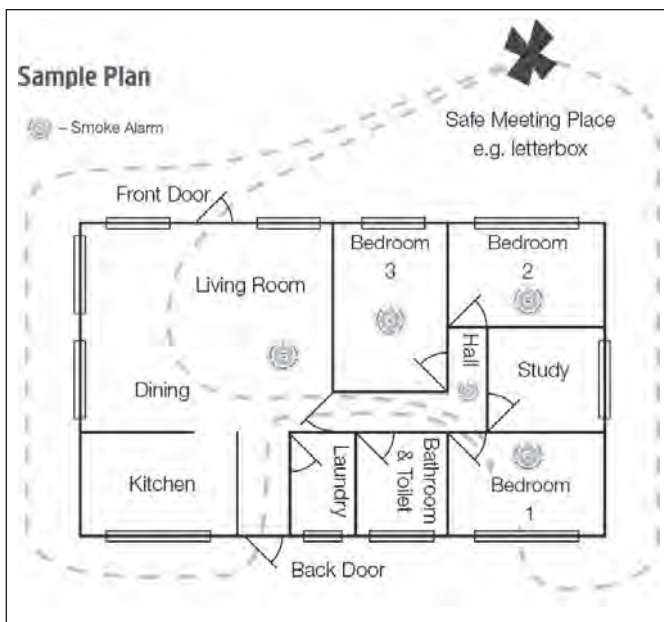 Sample Plan
– Smoke Alarm
Safe Meeting Place
e.g. letterbox
Front Door
Bedroom
3
Bedroom
2
Living Room
Hall
Study
Dining
Kitchen
Laundry
Bathroom
& Toilet
Bedroom
1
Back Door